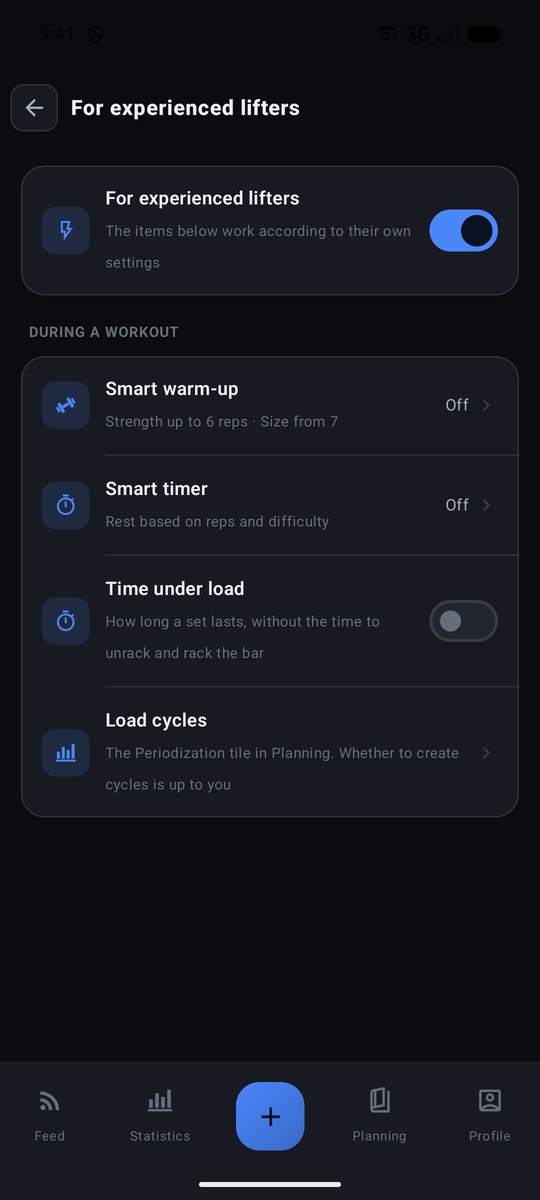 9:41
3G
For experienced lifters
For experienced lifters
The items below work according to their own
settings
DURING A WORKOUT
Smart warm-up
Strength up to 6 reps · Size from 7
Off
Smart timer
Rest based on reps and difficulty
Off
Time under load
How long a set lasts, without the time to
unrack and rack the bar
Load cycles
The Periodization tile in Planning. Whether to create
cycles is up to you
Feed
Statistics
Planning
Profile